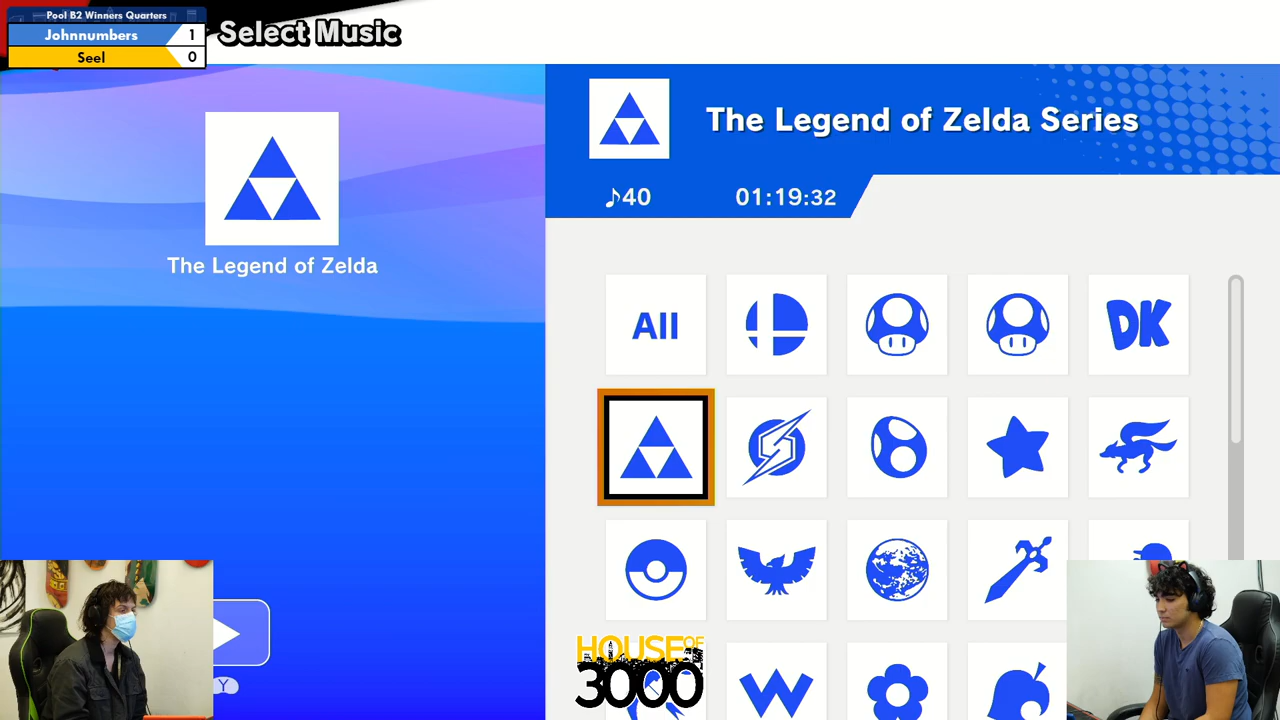 Pool B2 Winners Quarters
Johnnumbers 1
Seel 0
Select Music
The Legend of Zelda
The Legend of Zelda Series
♪40 01:19:32
All
DK
Y
HOUSE OF
3000